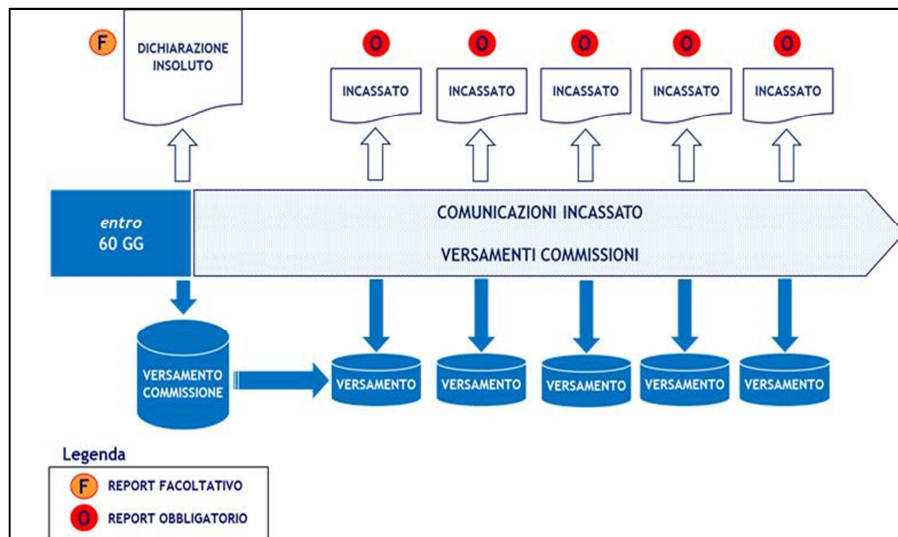 F
DICHIARAZIONE
INSOLUTO
O
O
O
O
O
INCASSATO
INCASSATO
INCASSATO
INCASSATO
INCASSATO
entro
60 GG
COMUNICAZIONI INCASSATO
VERSAMENTI COMMISSIONI
VERSAMENTO
COMMISSIONE
VERSAMENTO
VERSAMENTO
VERSAMENTO
VERSAMENTO
VERSAMENTO
Legenda
F REPORT FACOLTATIVO
O REPORT OBBLIGATORIO